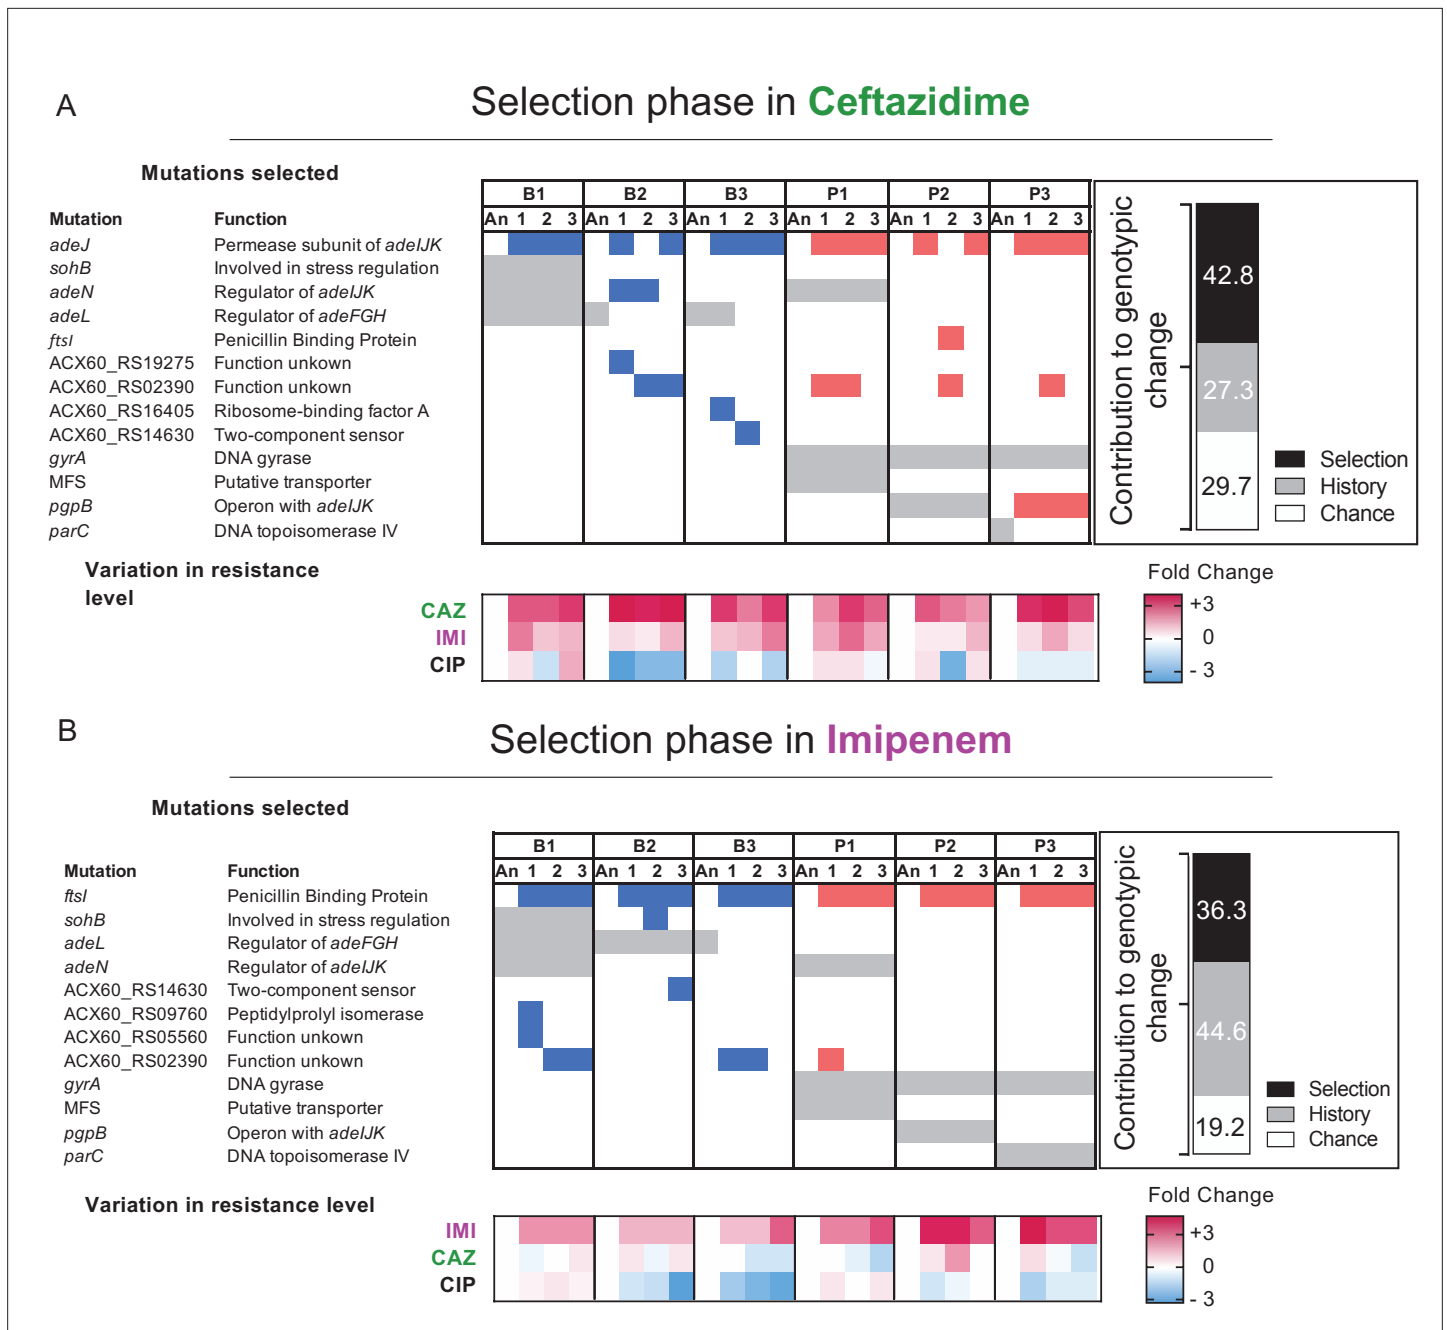 A
Selection phase in Ceftazidime
Mutations selected
B1 B2 B3 P1 P2 P3
Mutation Function An 1 2 3 An 1 2 3 An 1 2 3 An 1 2 3 An 1 2 3 An 1 2 3
adeJ Permease subunit of adeIJK
sohB Involved in stress regulation
adeN Regulator of adeIJK
adeL Regulator of adeFGH
ftsI Penicillin Binding Protein
ACX60_RS19275 Function unkown
ACX60_RS02390 Function unkown
ACX60_RS16405 Ribosome-binding factor A
ACX60_RS14630 Two-component sensor
gyrA DNA gyrase
MFS Putative transporter
pgpB Operon with adeIJK
parC DNA topoisomerase IV
Contribution to genotypic
change
42.8
27.3
29.7
Selection
History
Chance
Variation in resistance
level
CAZ
IMI
CIP
Fold Change
+3
0
- 3
B
Selection phase in Imipenem
Mutations selected
B1 B2 B3 P1 P2 P3
Mutation Function An 1 2 3 An 1 2 3 An 1 2 3 An 1 2 3 An 1 2 3 An 1 2 3
ftsI Penicillin Binding Protein
sohB Involved in stress regulation
adeL Regulator of adeFGH
adeN Regulator of adeIJK
ACX60_RS14630 Two-component sensor
ACX60_RS09760 Peptidylprolyl isomerase
ACX60_RS05560 Function unkown
ACX60_RS02390 Function unkown
gyrA DNA gyrase
MFS Putative transporter
pgpB Operon with adeIJK
parC DNA topoisomerase IV
Contribution to genotypic
change
36.3
44.6
19.2
Selection
History
Chance
Variation in resistance level
IMI
CAZ
CIP
Fold Change
+3
0
- 3